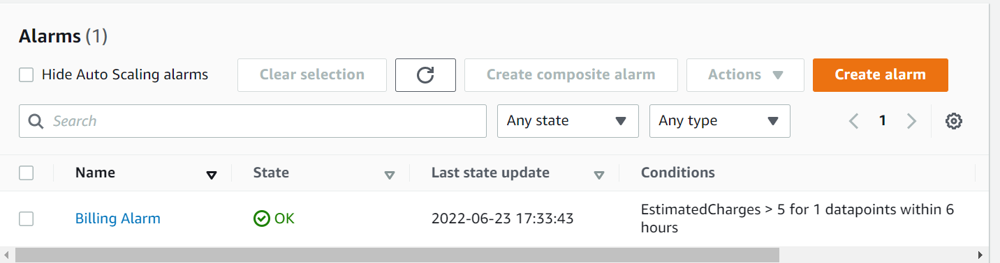 Alarms (1)
Hide Auto Scaling alarms Clear selection Create composite alarm Actions Create alarm
Search Any state Any type 1
Name State Last state update Conditions
Billing Alarm OK 2022-06-23 17:33:43 EstimatedCharges > 5 for 1 datapoints within 6
hours